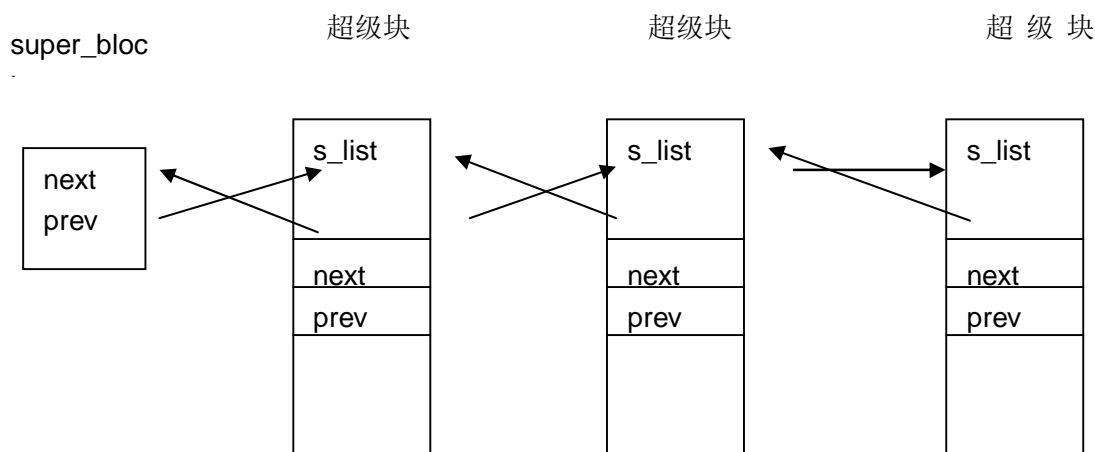 超级块 超级块 超 级 块
super_bloc
s_list s_list s_list
next
prev
next next next
prev prev prev